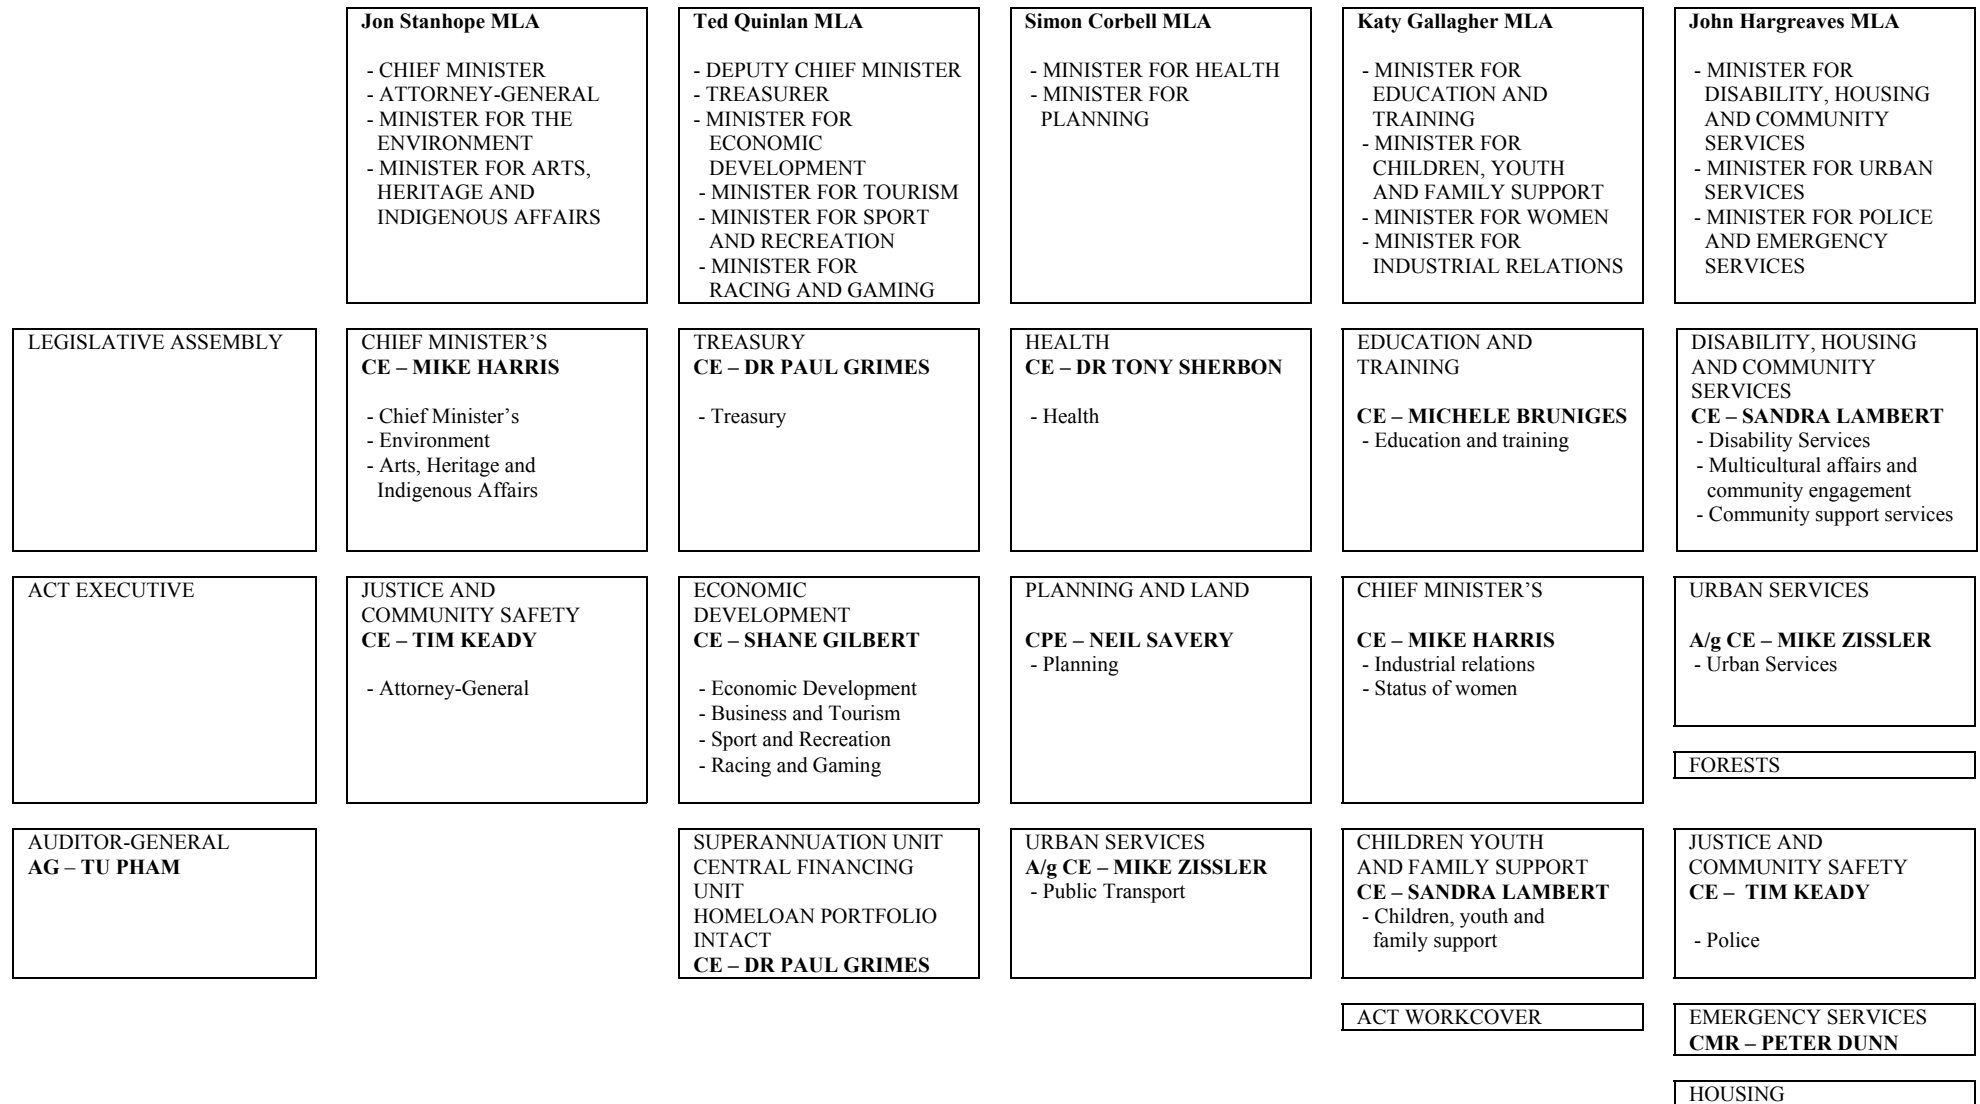 Jon Stanhope MLA
- CHIEF MINISTER
- ATTORNEY-GENERAL
- MINISTER FOR THE
ENVIRONMENT
- MINISTER FOR ARTS,
HERITAGE AND
INDIGENOUS AFFAIRS
Ted Quinlan MLA
- DEPUTY CHIEF MINISTER
- TREASURER
- MINISTER FOR
ECONOMIC
DEVELOPMENT
- MINISTER FOR TOURISM
- MINISTER FOR SPORT
AND RECREATION
- MINISTER FOR
RACING AND GAMING
Simon Corbell MLA
- MINISTER FOR HEALTH
- MINISTER FOR
PLANNING
Katy Gallagher MLA
- MINISTER FOR
EDUCATION AND
TRAINING
- MINISTER FOR
CHILDREN, YOUTH
AND FAMILY SUPPORT
- MINISTER FOR WOMEN
- MINISTER FOR
INDUSTRIAL RELATIONS
John Hargreaves MLA
- MINISTER FOR
DISABILITY, HOUSING
AND COMMUNITY
SERVICES
- MINISTER FOR URBAN
SERVICES
- MINISTER FOR POLICE
AND EMERGENCY
SERVICES
LEGISLATIVE ASSEMBLY
CHIEF MINISTER’S
CE – MIKE HARRIS
- Chief Minister’s
- Environment
- Arts, Heritage and
Indigenous Affairs
TREASURY
CE – DR PAUL GRIMES
- Treasury
HEALTH
CE – DR TONY SHERBON
- Health
EDUCATION AND
TRAINING
CE – MICHELE BRUNIGES
- Education and training
DISABILITY, HOUSING
AND COMMUNITY
SERVICES
CE – SANDRA LAMBERT
- Disability Services
- Multicultural affairs and
community engagement
- Community support services
ACT EXECUTIVE
JUSTICE AND
COMMUNITY SAFETY
CE – TIM KEADY
- Attorney-General
ECONOMIC
DEVELOPMENT
CE – SHANE GILBERT
- Economic Development
- Business and Tourism
- Sport and Recreation
- Racing and Gaming
PLANNING AND LAND
CPE – NEIL SAVERY
- Planning
CHIEF MINISTER’S
CE – MIKE HARRIS
- Industrial relations
- Status of women
URBAN SERVICES
A/g CE – MIKE ZISSLER
- Urban Services
FORESTS
AUDITOR-GENERAL
AG – TU PHAM
SUPERANNUATION UNIT
CENTRAL FINANCING
UNIT
HOMELOAN PORTFOLIO
INTACT
CE – DR PAUL GRIMES
URBAN SERVICES
A/g CE – MIKE ZISSLER
- Public Transport
CHILDREN YOUTH
AND FAMILY SUPPORT
CE – SANDRA LAMBERT
- Children, youth and
family support
JUSTICE AND
COMMUNITY SAFETY
CE – TIM KEADY
- Police
ACT WORKCOVER
EMERGENCY SERVICES
CMR – PETER DUNN
HOUSING